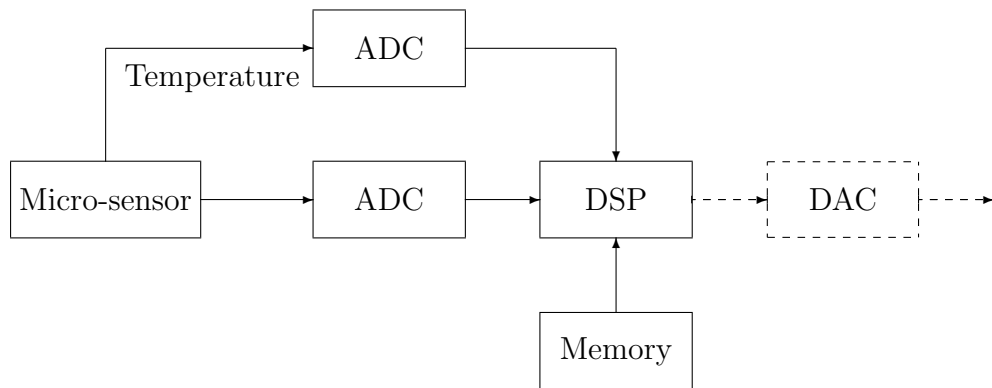 ADC
Temperature
Micro-sensor
ADC
DSP
DAC
Memory